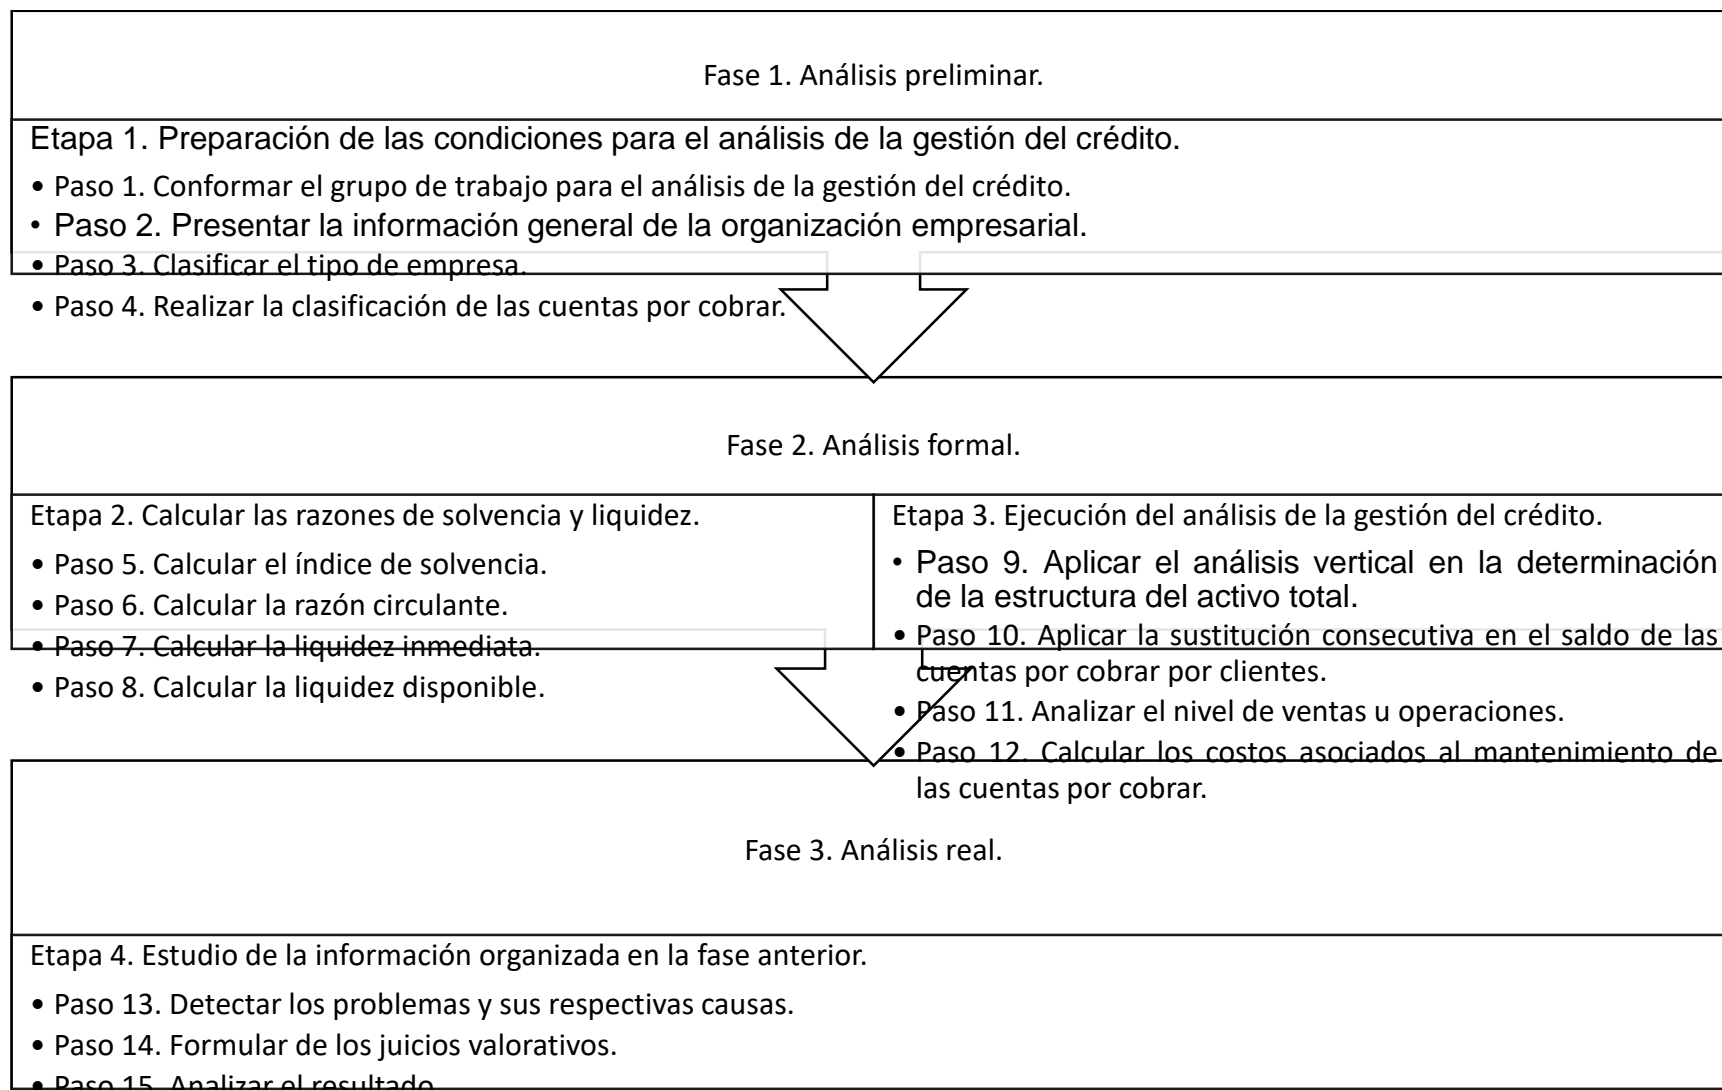 Fase 1. Análisis preliminar.
Etapa 1. Preparación de las condiciones para el análisis de la gestión del crédito.
• Paso 1. Conformar el grupo de trabajo para el análisis de la gestión del crédito.
• Paso 2. Presentar la información general de la organización empresarial.
• Paso 3. Clasificar el tipo de empresa.
• Paso 4. Realizar la clasificación de las cuentas por cobrar.
Fase 2. Análisis formal.
Etapa 2. Calcular las razones de solvencia y liquidez.
• Paso 5. Calcular el índice de solvencia.
• Paso 6. Calcular la razón circulante.
• Paso 7. Calcular la liquidez inmediata.
• Paso 8. Calcular la liquidez disponible.
Etapa 3. Ejecución del análisis de la gestión del crédito.
• Paso 9. Aplicar el análisis vertical en la determinación
de la estructura del activo total.
• Paso 10. Aplicar la sustitución consecutiva en el saldo de las
cuentas por cobrar por clientes.
• Paso 11. Analizar el nivel de ventas u operaciones.
• Paso 12. Calcular los costos asociados al mantenimiento de
las cuentas por cobrar.
Fase 3. Análisis real.
Etapa 4. Estudio de la información organizada en la fase anterior.
• Paso 13. Detectar los problemas y sus respectivas causas.
• Paso 14. Formular de los juicios valorativos.
• Paso 15. Analizar el resultado.